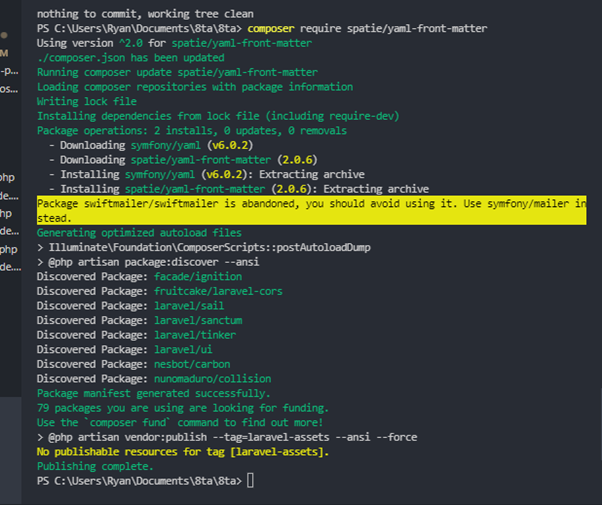 nothing to commit, working tree clean
PS C:\Users\Ryan\Documents\8ta\8ta> composer require spatie/yaml-front-matter
Using version ^2.0 for spatie/yaml-front-matter
./composer.json has been updated
Running composer update spatie/yaml-front-matter
Loading composer repositories with package information
Writing lock file
Installing dependencies from lock file (including require-dev)
Package operations: 2 installs, 0 updates, 0 removals
- Downloading symfony/yaml (v6.0.2)
- Downloading spatie/yaml-front-matter (2.0.6)
- Installing symfony/yaml (v6.0.2): Extracting archive
- Installing spatie/yaml-front-matter (2.0.6): Extracting archive
Package swiftmailer/swiftmailer is abandoned, you should avoid using it. Use symfony/mailer in
stead.
Generating optimized autoload files
> Illuminate\Foundation\ComposerScripts::postAutoloadDump
> @php artisan package:discover --ansi
Discovered Package: facade/ignition
Discovered Package: fruitcake/laravel-cors
Discovered Package: laravel/sail
Discovered Package: laravel/sanctum
Discovered Package: laravel/tinker
Discovered Package: laravel/ui
Discovered Package: nesbot/carbon
Discovered Package: nunomaduro/collision
Package manifest generated successfully.
79 packages you are using are looking for funding.
Use the `composer fund` command to find out more!
> @php artisan vendor:publish --tag=laravel-assets --ansi --force
No publishable resources for tag [laravel-assets].
Publishing complete.
PS C:\Users\Ryan\Documents\8ta\8ta>
M
-p...
os...
php
de....
hp
de...
php
de....